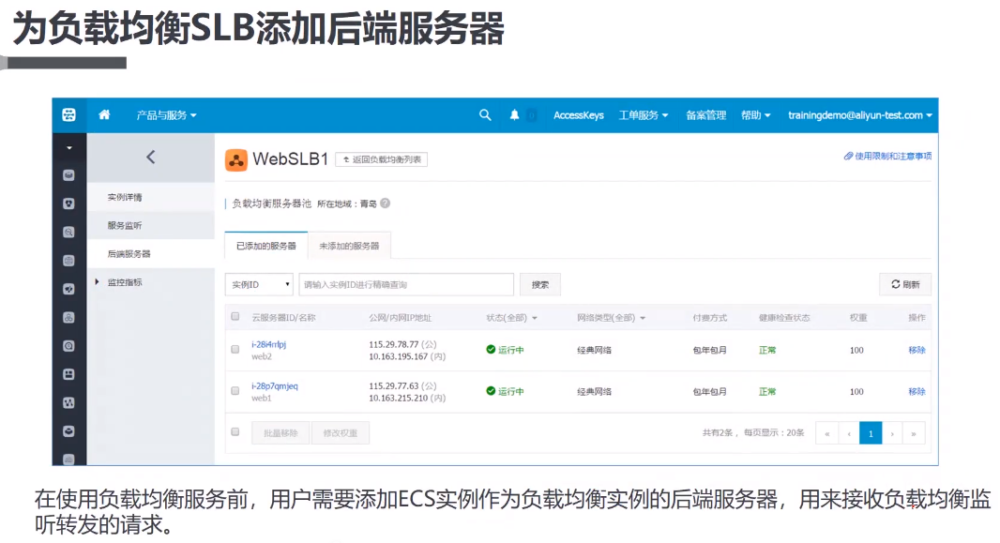 为负载均衡SLB添加后端服务器
产品与服务
AccessKeys
工单服务
备案管理
帮助
trainingdemo@aliyun-test.com
WebSLB1
返回负载均衡列表
使用限制和注意事项
实例详情
服务监听
后端服务器
监控指标
负载均衡服务器池 所在地域：青岛
已添加的服务器
未添加的服务器
实例ID
请输入实例ID进行精确查询
搜索
刷新
云服务器ID/名称 公网/内网IP地址 状态(全部) 网络类型(全部) 付费方式 健康检查状态 权重 操作
115.29.78.77 (公)
web2 10.163.195.167 (内) 运行中 经典网络 包年包月 正常 100 移除
i-28p7qmjeq 115.29.77.63 (公)
web1 10.163.215.210 (内) 运行中 经典网络 包年包月 正常 100 移除
批量移除 修改权重 共有2条，每页显示：20条 « ‹ 1 › »
在使用负载均衡服务前，用户需要添加ECS实例作为负载均衡实例的后端服务器，用来接收负载均衡监
听转发的请求。